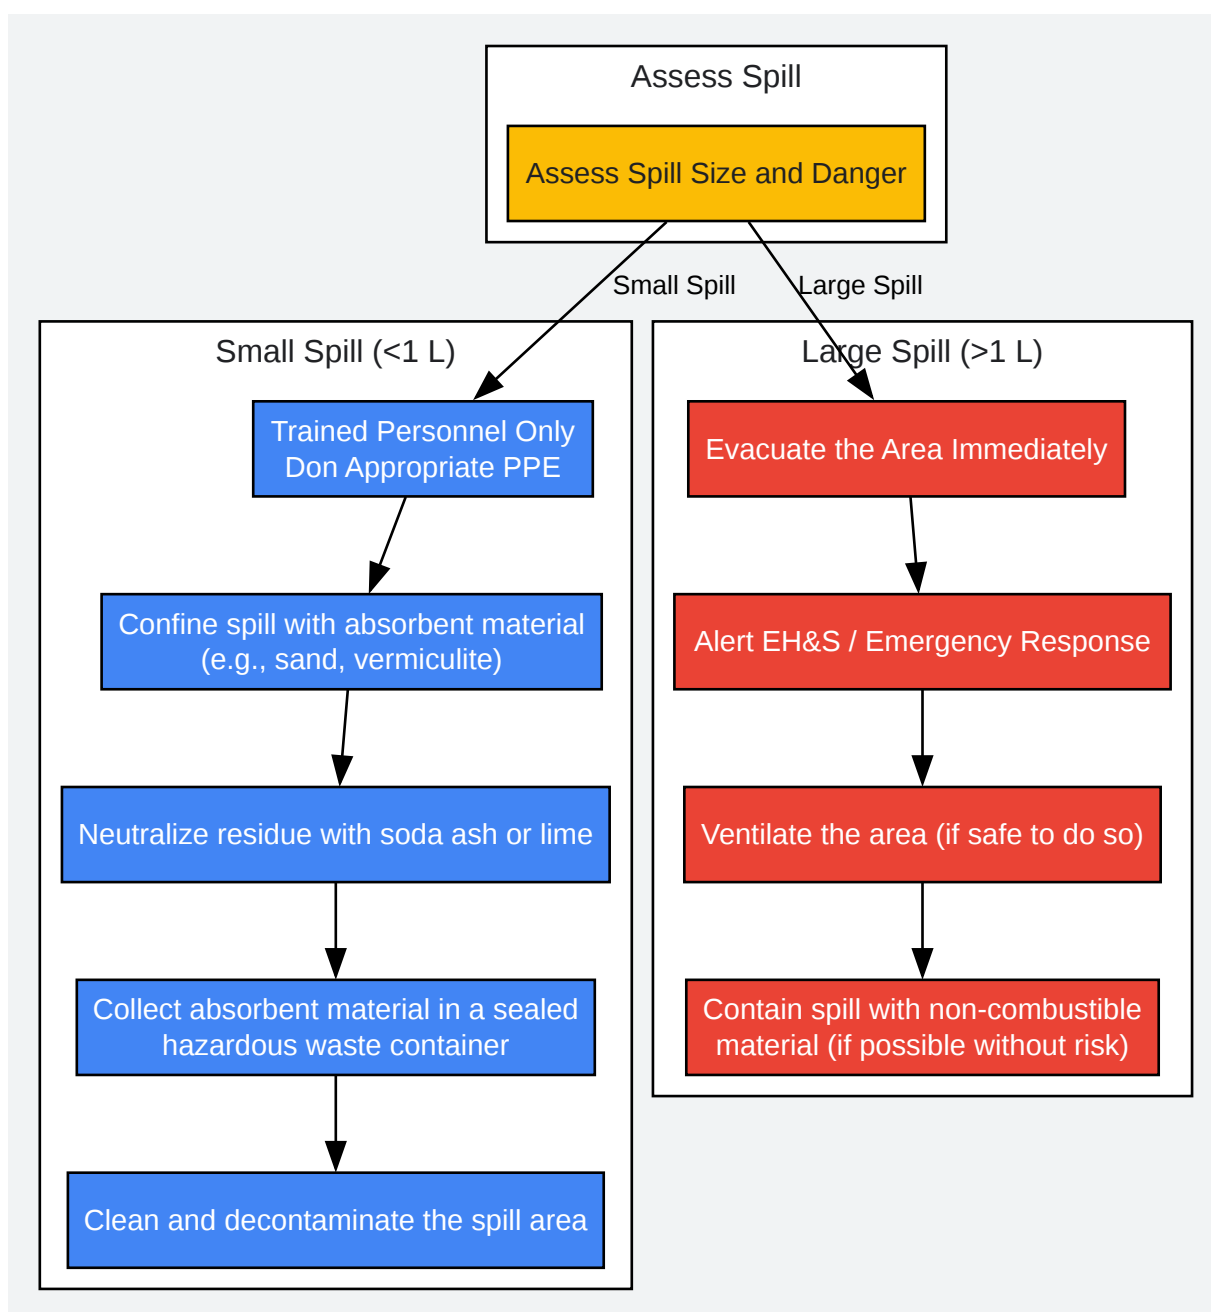 Assess Spill
Assess Spill Size and Danger
Small Spill
Large Spill
Small Spill (<1 L)
Trained Personnel Only
Don Appropriate PPE
Confine spill with absorbent material
(e.g., sand, vermiculite)
Neutralize residue with soda ash or lime
Collect absorbent material in a sealed
hazardous waste container
Clean and decontaminate the spill area
Large Spill (>1 L)
Evacuate the Area Immediately
Alert EH&S / Emergency Response
Ventilate the area (if safe to do so)
Contain spill with non-combustible
material (if possible without risk)